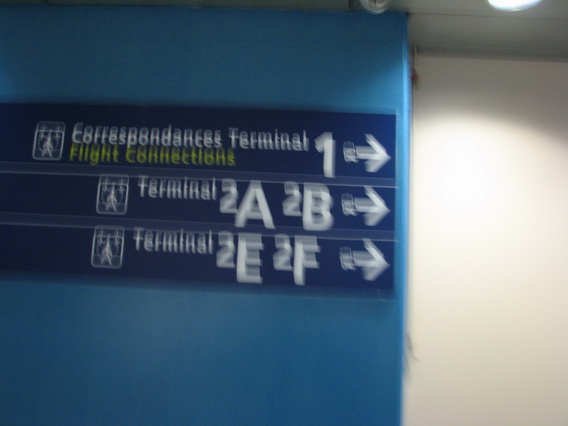 Correspondances Terminal 1
Flight Connections
Terminal 2A 2B
Terminal 2E 2F